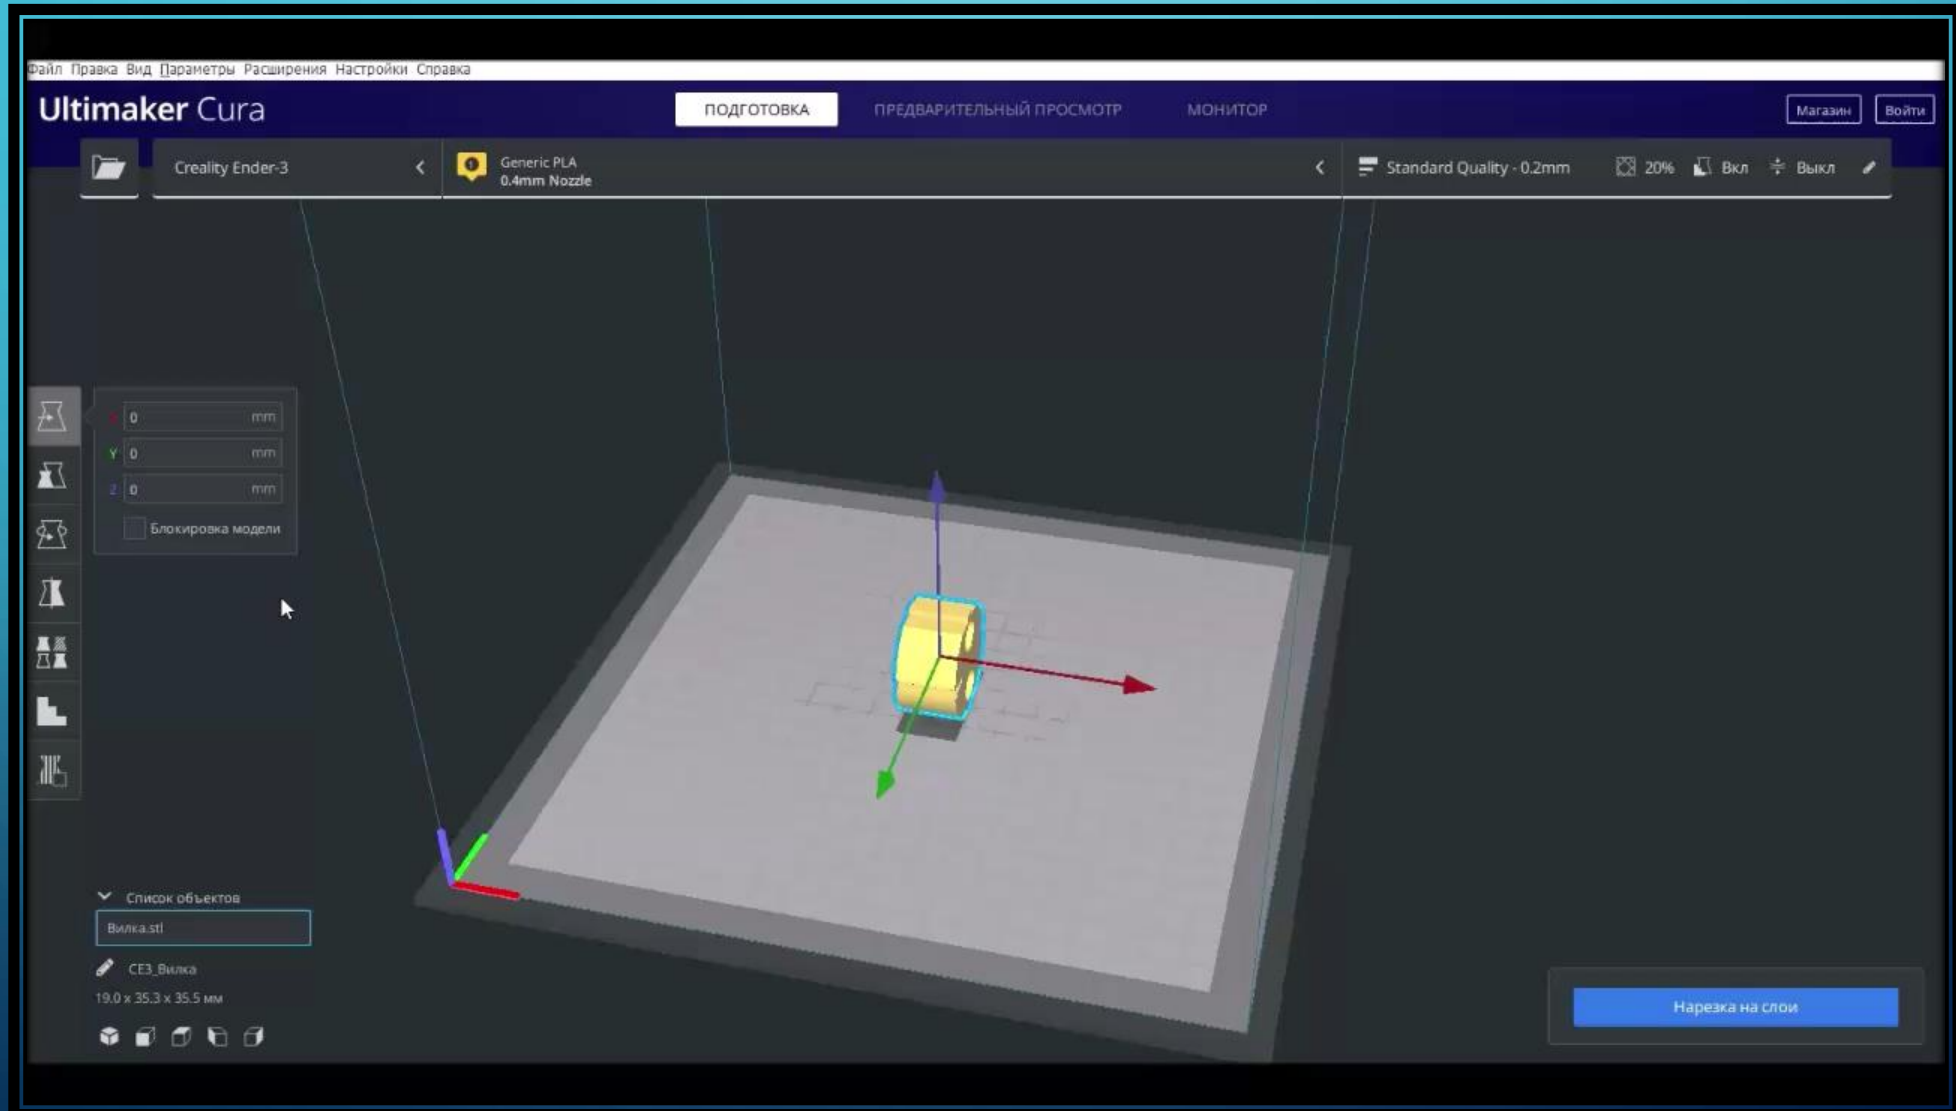 Файл Правка Вид Параметры Расширения Настройки Справка
Ultimaker Cura
ПОДГОТОВКА
ПРЕДВАРИТЕЛЬНЫЙ ПРОСМОТР
МОНИТОР
Магазин
Войти
Creality Ender-3
1
Generic PLA
0.4mm Nozzle
Standard Quality - 0.2mm
20%
Вкл
Выкл
X 0 mm
Y 0 mm
Z 0 mm
Блокировка модели
Список объектов
Вилка.stl
CE3_Вилка
19.0 x 35.3 x 35.5 мм
Нарезка на слои